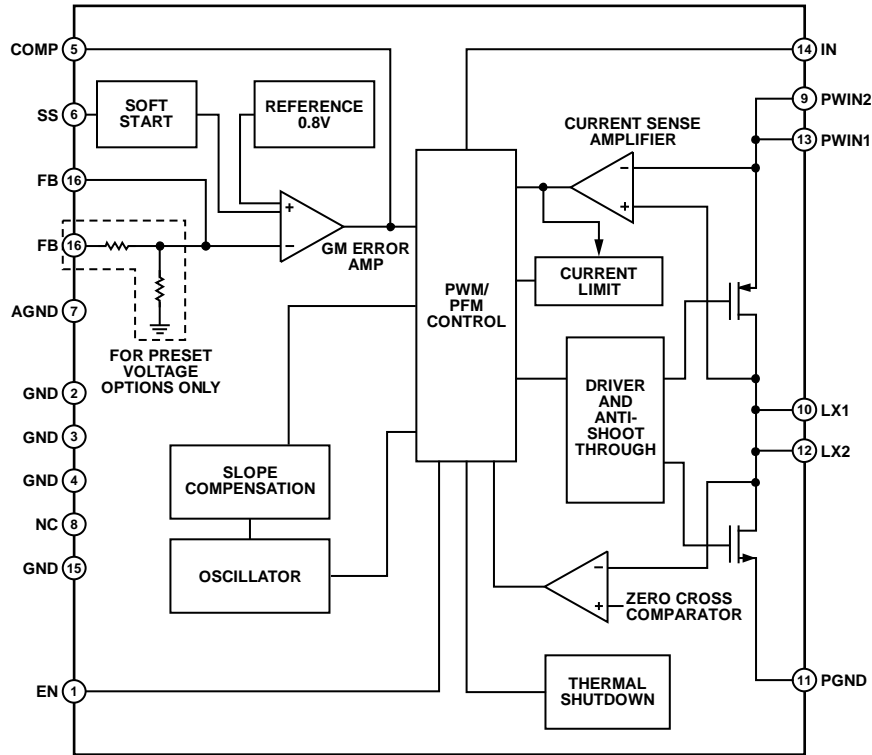 COMP 5
SS 6
FB 16
FB 16
AGND 7
FOR PRESET
VOLTAGE
OPTIONS ONLY
GND 2
GND 3
GND 4
NC 8
GND 15
EN 1
SOFT
START
REFERENCE
0.8V
+
−
GM ERROR
AMP
SLOPE
COMPENSATION
OSCILLATOR
PWM/
PFM
CONTROL
CURRENT SENSE
AMPLIFIER
−
+
CURRENT
LIMIT
DRIVER
AND
ANTI-
SHOOT
THROUGH
−
+
ZERO CROSS
COMPARATOR
THERMAL
SHUTDOWN
14 IN
9 PWIN2
13 PWIN1
10 LX1
12 LX2
11 PGND